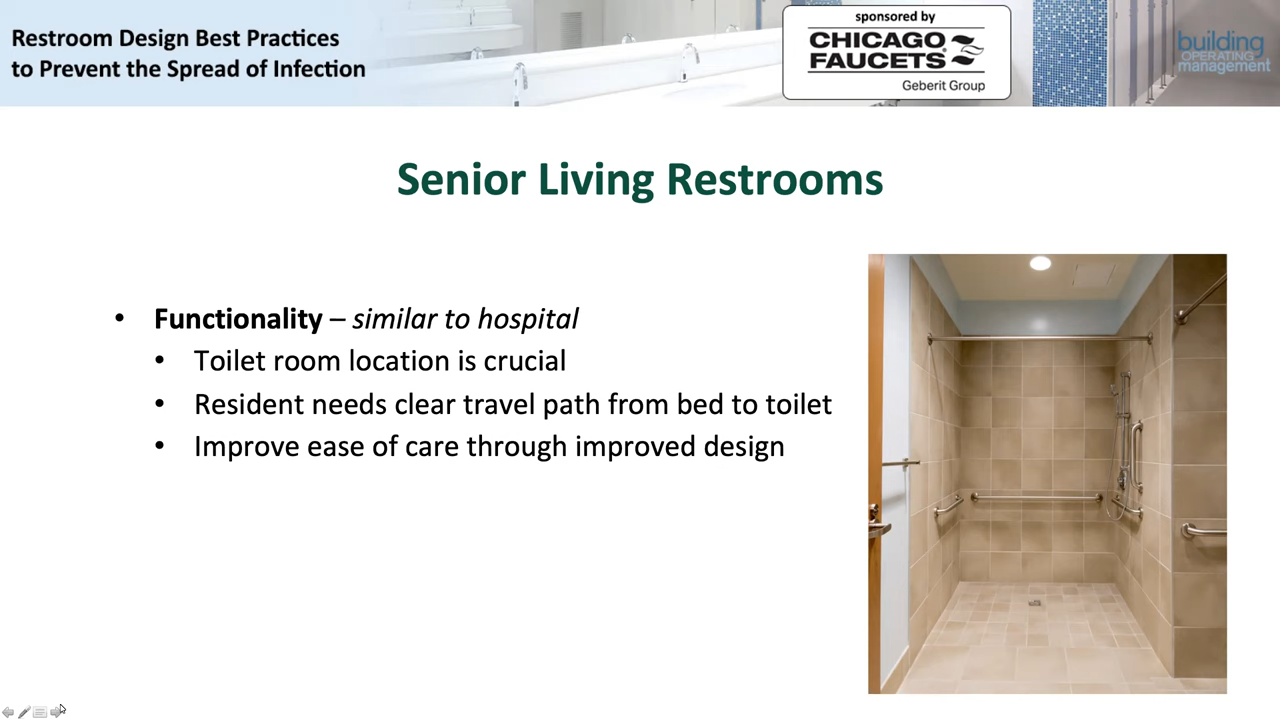 Restroom Design Best Practices
to Prevent the Spread of Infection
sponsored by
CHICAGO
FAUCETS
Geberit Group
building
OPERATING
management
Senior Living Restrooms
• Functionality – similar to hospital
• Toilet room location is crucial
• Resident needs clear travel path from bed to toilet
• Improve ease of care through improved design